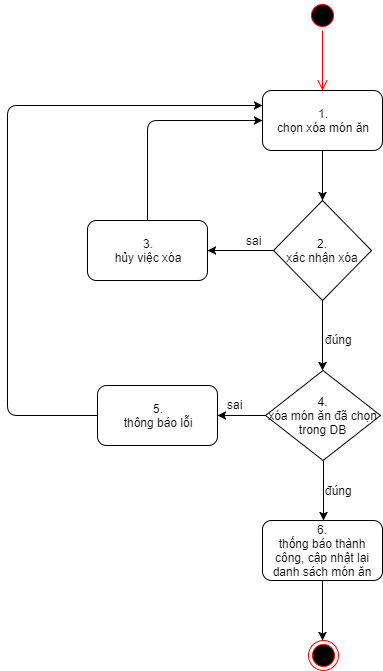 1.
chọn xóa món ăn
2.
xác nhận xóa
sai
3.
hủy việc xóa
đúng
4.
xóa món ăn đã chọn
trong DB
sai
5.
thông báo lỗi
đúng
6.
thống báo thành
công, cập nhật lại
danh sách món ăn